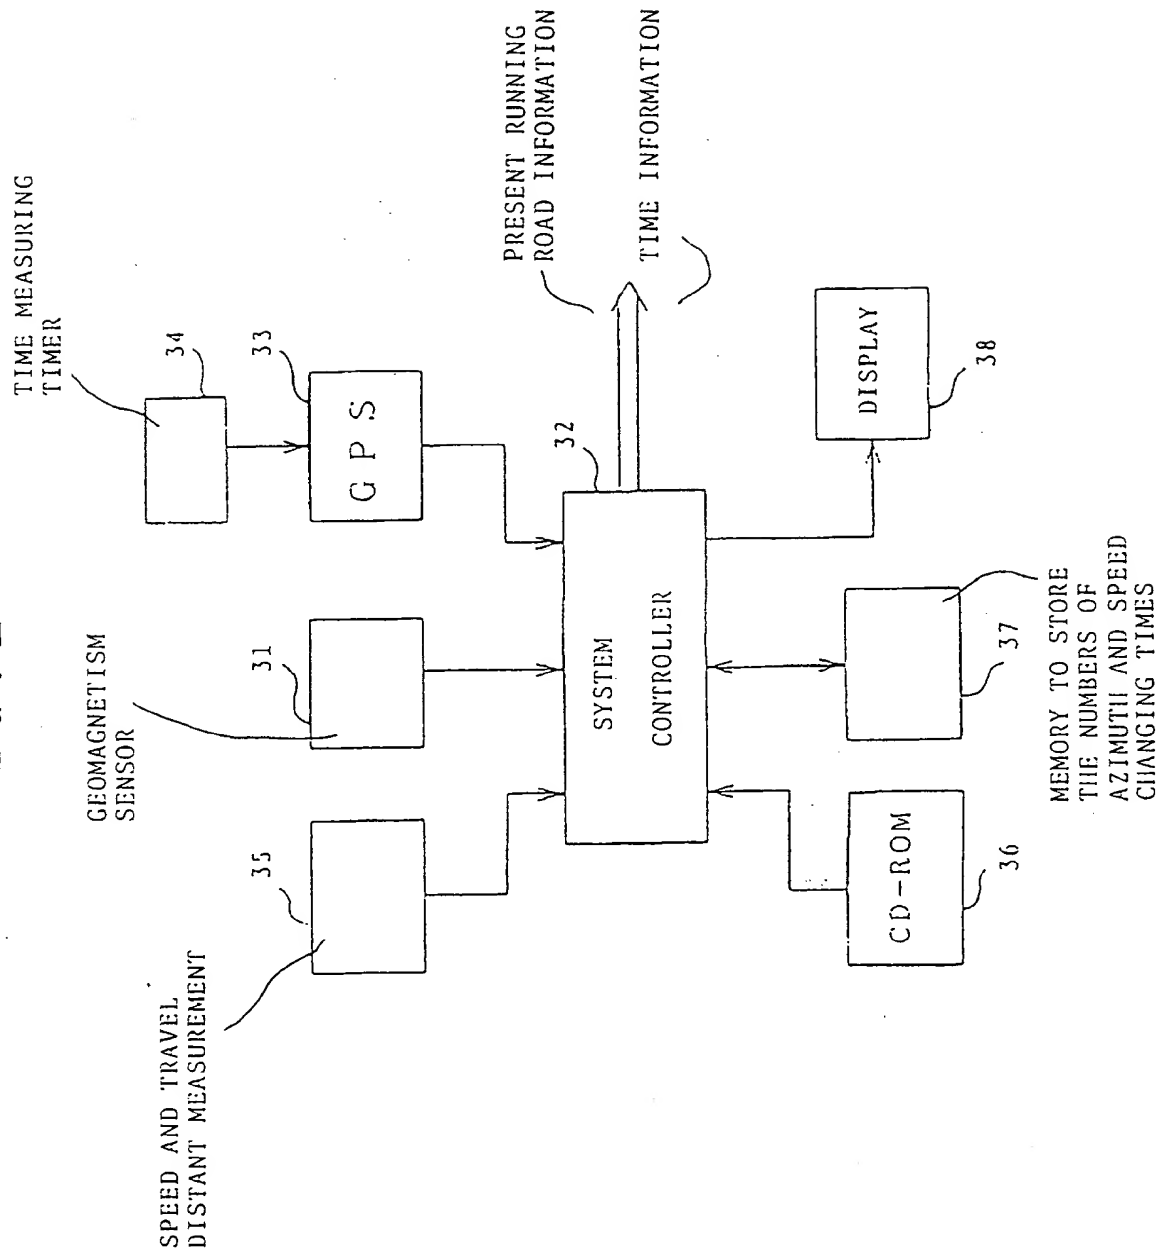 TIME MEASURING
TIMER
34
33
GPS
GEOMAGNETISM
SENSOR
31
SPEED AND TRAVEL
DISTANT MEASUREMENT
35
32
SYSTEM
CONTROLLER
PRESENT RUNNING
ROAD INFORMATION
TIME INFORMATION
CD-ROM
36
37
MEMORY TO STORE
THE NUMBERS OF
AZIMUTH AND SPEED
CHANGING TIMES
DISPLAY
38